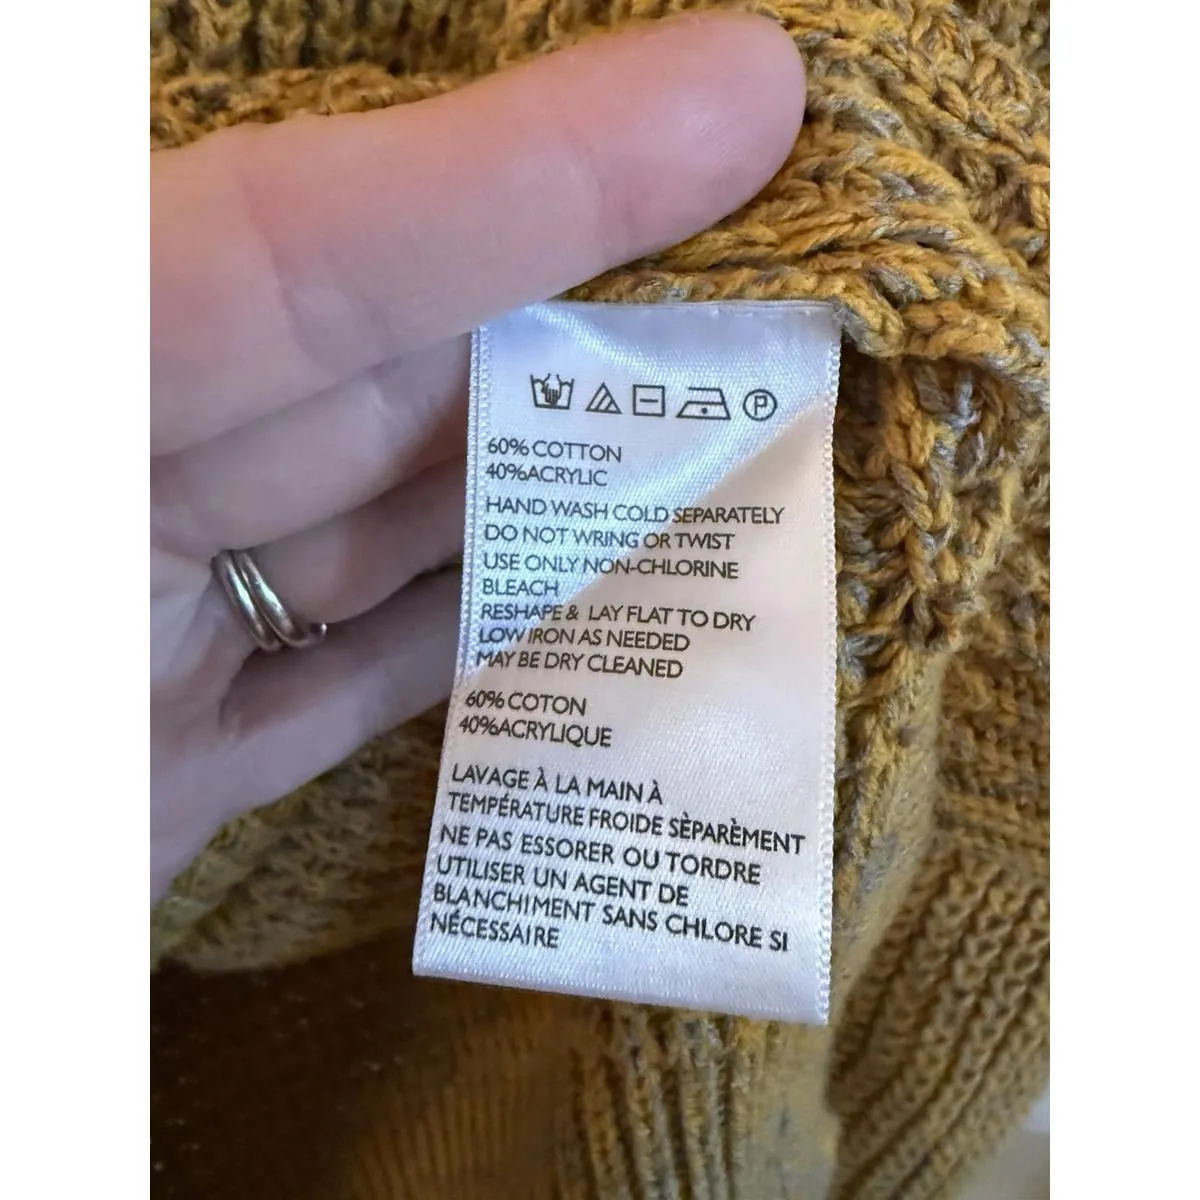 P
60% COTTON
40%ACRYLIC
HAND WASH COLD SEPARATELY
DO NOT WRING OR TWIST
USE ONLY NON-CHLORINE
BLEACH
RESHAPE & LAY FLAT TO DRY
LOW IRON AS NEEDED
MAY BE DRY CLEANED
60% COTON
40%ACRYLIQUE
LAVAGE À LA MAIN À
TEMPÉRATURE FROIDE SÈPARÈMENT
NE PAS ESSORER OU TORDRE
UTILISER UN AGENT DE
BLANCHIMENT SANS CHLORE SI
NÉCESSAIRE